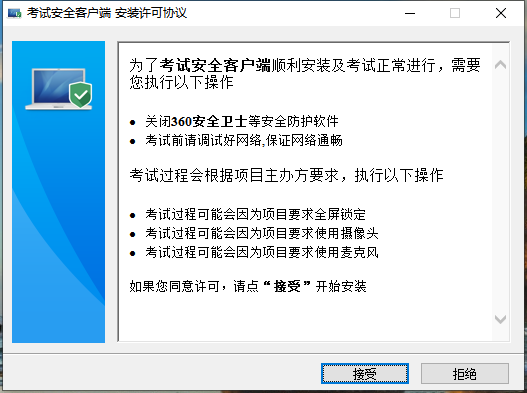 考试安全客户端 安装许可协议
为了考试安全客户端顺利安装及考试正常进行，需要
您执行以下操作
● 关闭360安全卫士等安全防护软件
● 考试前请调试好网络,保证网络通畅
考试过程会根据项目主办方要求，执行以下操作
● 考试过程可能会因为项目要求全屏锁定
● 考试过程可能会因为项目要求使用摄像头
● 考试过程可能会因为项目要求使用麦克风
如果您同意许可，请点“接受”开始安装
接受
拒绝